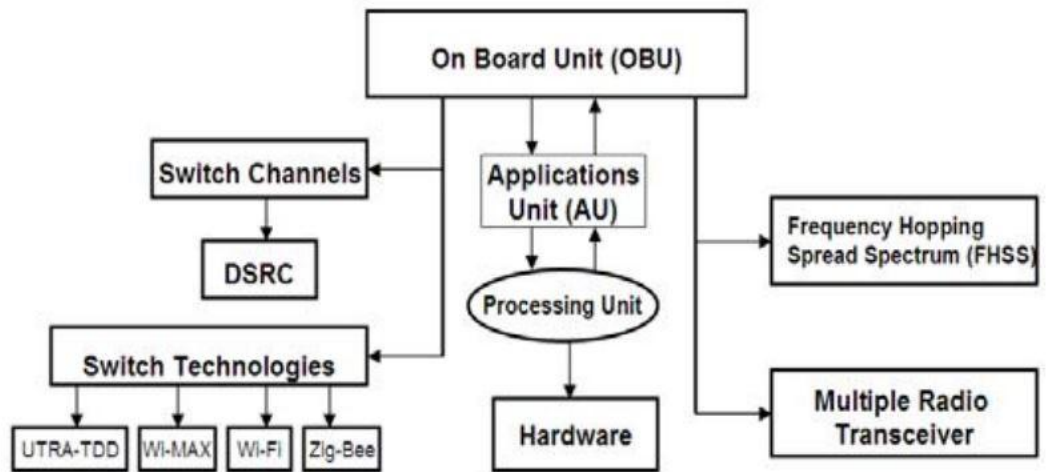 On Board Unit (OBU)
Switch Channels
DSRC
Applications
Unit (AU)
Processing Unit
Hardware
Frequency Hopping
Spread Spectrum (FHSS)
Switch Technologies
UTRA-TDD
Wi-MAX
Wi-Fi
Zig-Bee
Multiple Radio
Transceiver